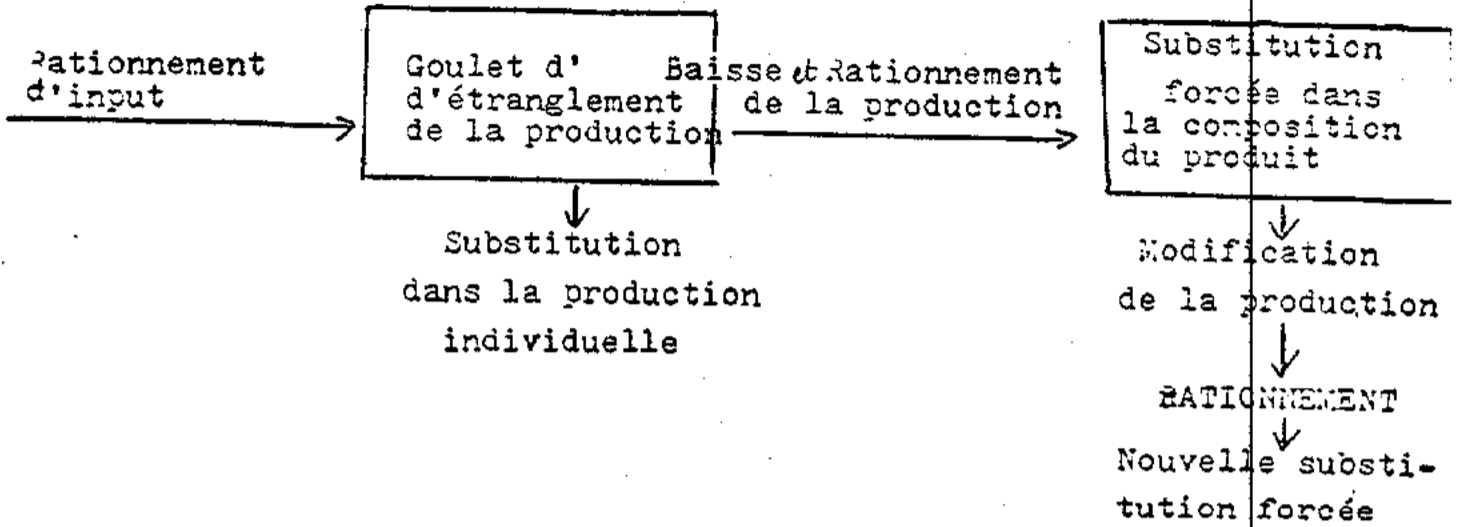 Rationnement
d'input
Goulet d'
d'étranglement
de la production
Baisse et Rationnement
de la production
Substitution
dans la production
individuelle
Substitution
forcée dans
la composition
du produit
Modification
de la production
RATIONNEMENT
Nouvelle substi-
tution forcée